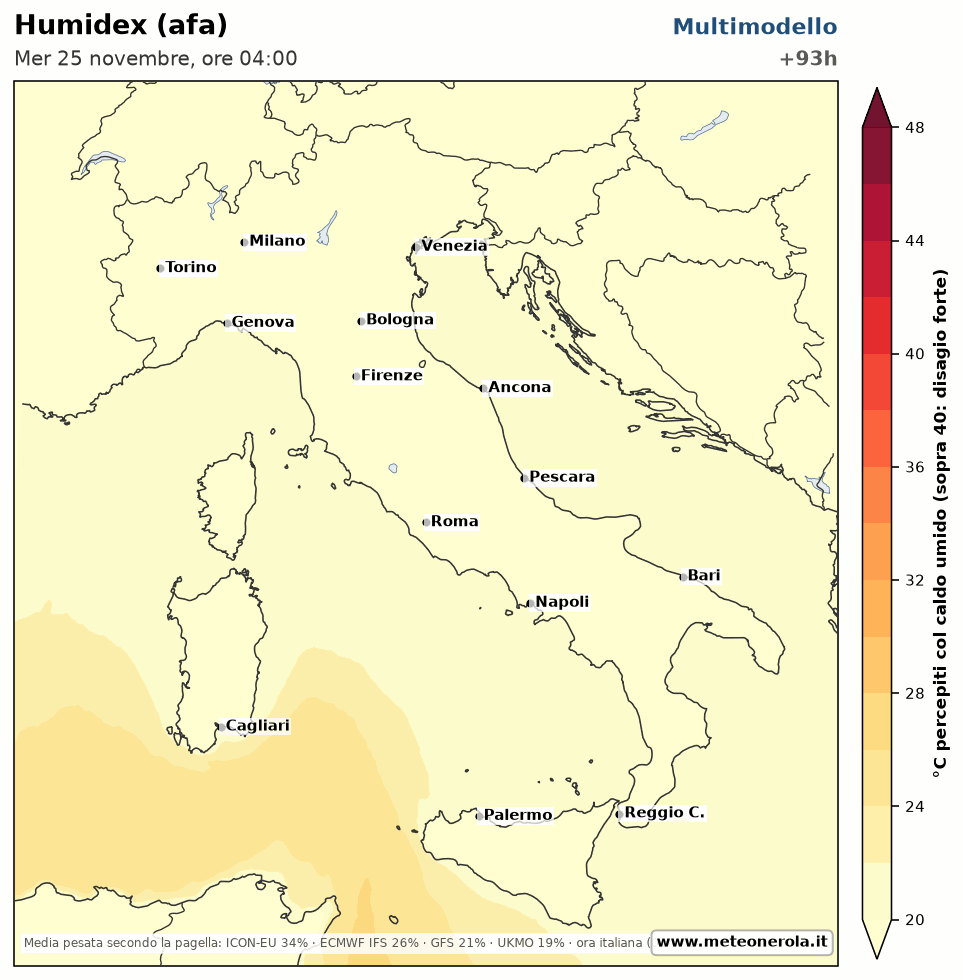 Humidex (afa)
Multimodello
Mer 25 novembre, ore 04:00
+93h
Milano
Venezia
Torino
Genova
Bologna
Firenze
Ancona
Pescara
Roma
Bari
Napoli
Cagliari
Palermo
Reggio C.
48
44
40
36
32
28
24
20
°C percepiti col caldo umido (sopra 40: disagio forte)
Media pesata secondo la pagella: ICON-EU 34% · ECMWF IFS 26% · GFS 21% · UKMO 19% · ora italiana (
www.meteonerola.it